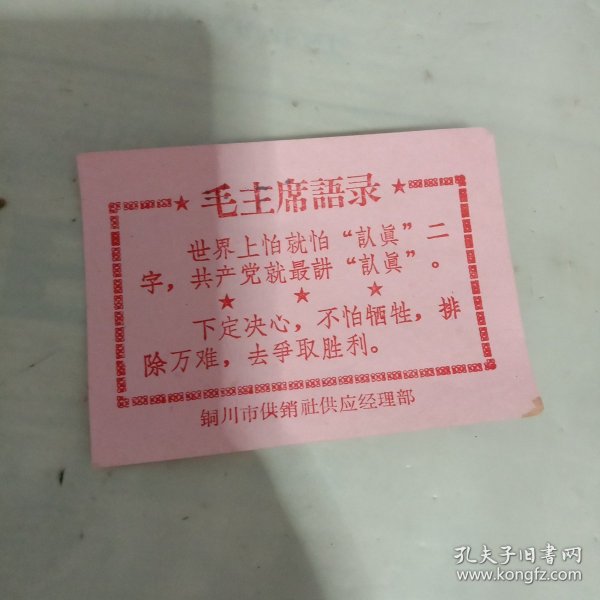 ★ 毛主席語录 ★
世界上怕就怕“認眞”二
字，共产党就最講“認眞”。
★ ★ ★
下定决心，不怕牺牲，排
除万难，去爭取胜利。
铜川市供销社供应经理部
孔夫子旧书网
www.kongfz.com